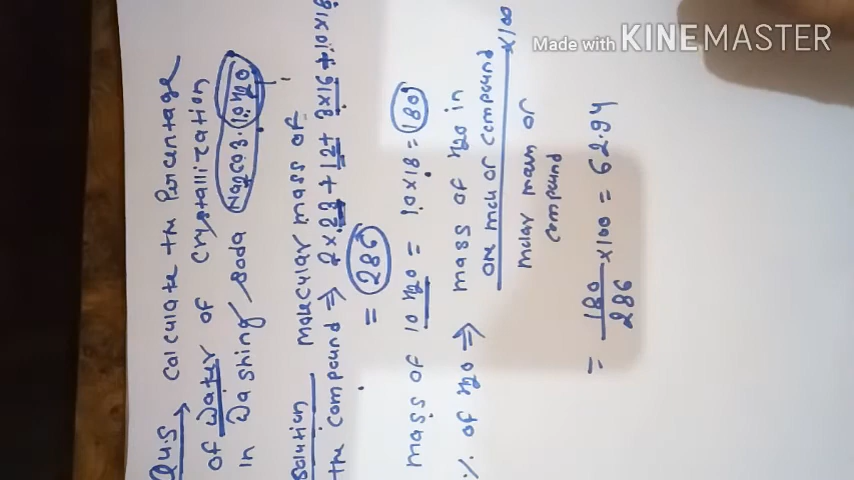 Qus → Calculate the Percentage
of Water of Crystallization
in Washing soda Na2CO3.10H2O
Solution molecular mass of
the compound ⇒ 2×23 + 12 + 3×16 + 10×18
= 286
mass of 10 H2O = 10×18 = 180
% of H2O ⇒ mass of H2O in
one mol or compound ×100
molar mass or
compound
= 180/286 ×100 = 62.94
Made with KINEMASTER